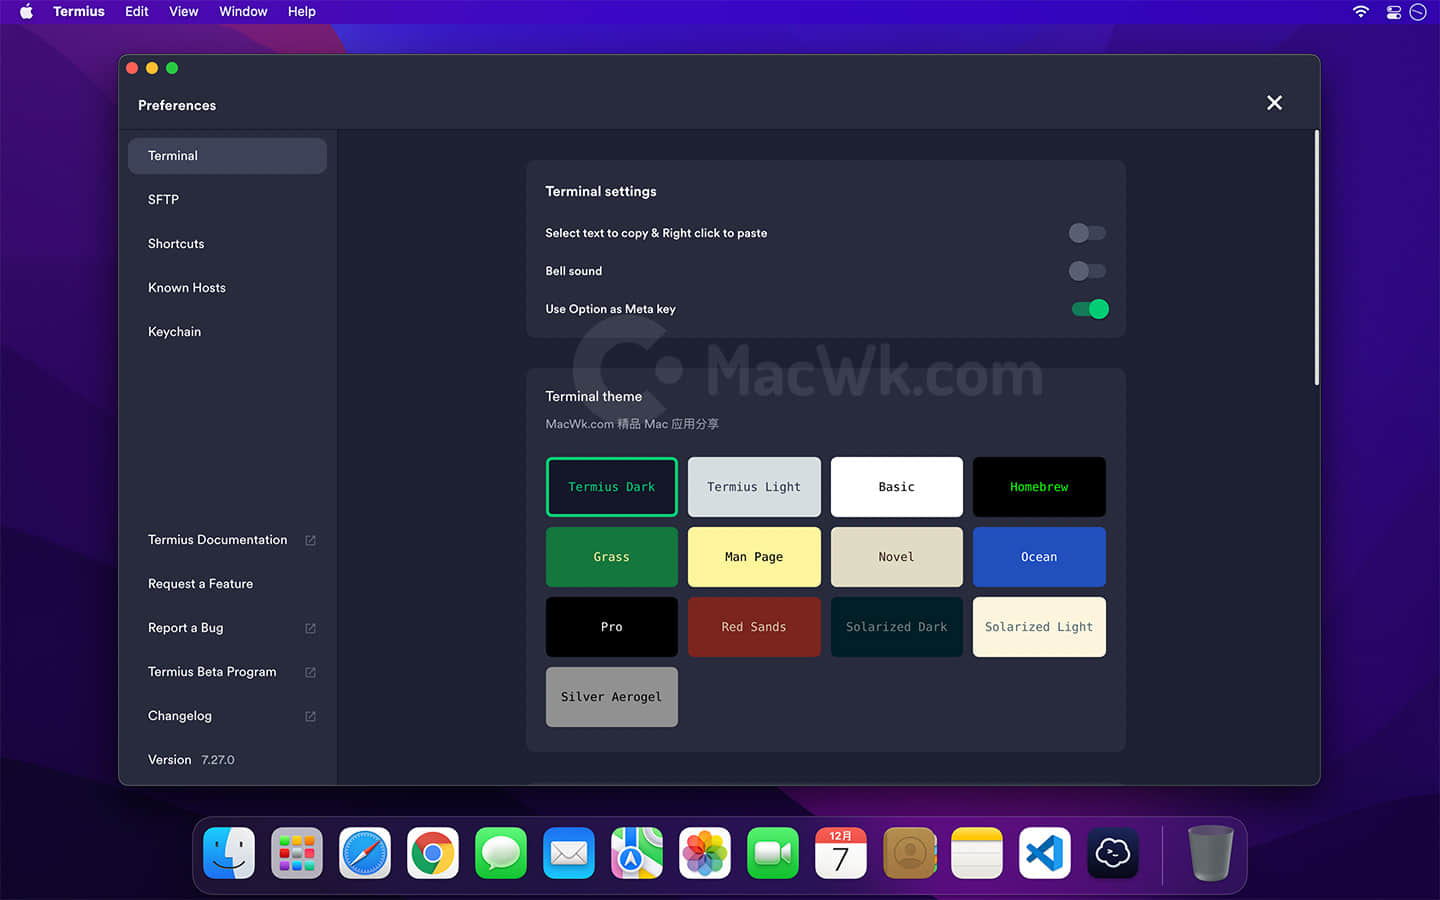 Termius Edit View Window Help
Preferences
Terminal
SFTP
Shortcuts
Known Hosts
Keychain
Termius Documentation
Request a Feature
Report a Bug
Termius Beta Program
Changelog
Version 7.27.0
Terminal settings
Select text to copy & Right click to paste
Bell sound
Use Option as Meta key
MacWk.com
Terminal theme
MacWk.com 精品 Mac 应用分享
Termius Dark
Termius Light
Basic
Homebrew
Grass
Man Page
Novel
Ocean
Pro
Red Sands
Solarized Dark
Solarized Light
Silver Aerogel
12月
7